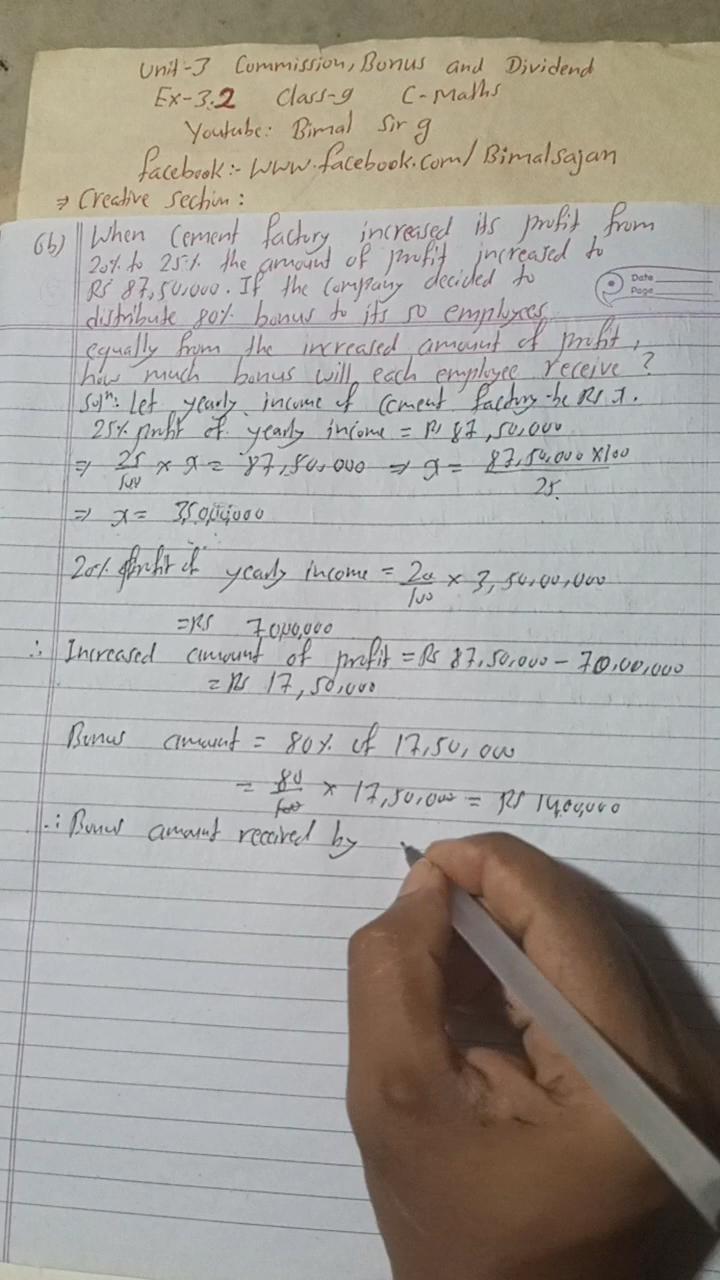 Unit-3 Commission, Bonus and Dividend
Ex-3.2 Class-9 C-Maths
Youtube: Bimal Sir g
facebook:- www.facebook.com/Bimalsajan
⇒ Creative Section:
6b) When Cement factory increased its profit from
20% to 25% the amount of profit increased to
Rs 87,50,000. If the company decided to
Date
Page
distribute 80% bonus to its 50 employees
equally from the increased amount of profit,
how much bonus will each employee receive?
Solⁿ: Let yearly income of Cement factory be Rs x.
25% profit of yearly income = Rs 87,50,000
⇒ 25/100 × x = 87,50,000 ⇒ x = 87,50,000 × 100 / 25
⇒ x = 3,50,00,000
20% profit of yearly income = 20/100 × 3,50,00,000
= Rs 7000,000
∴ Increased amount of profit = Rs 87,50,000 - 70,00,000
= Rs 17,50,000
Bonus amount = 80% of 17,50,000
= 80/100 × 17,50,000 = Rs 14,00,000
∴ Bonus amount received by